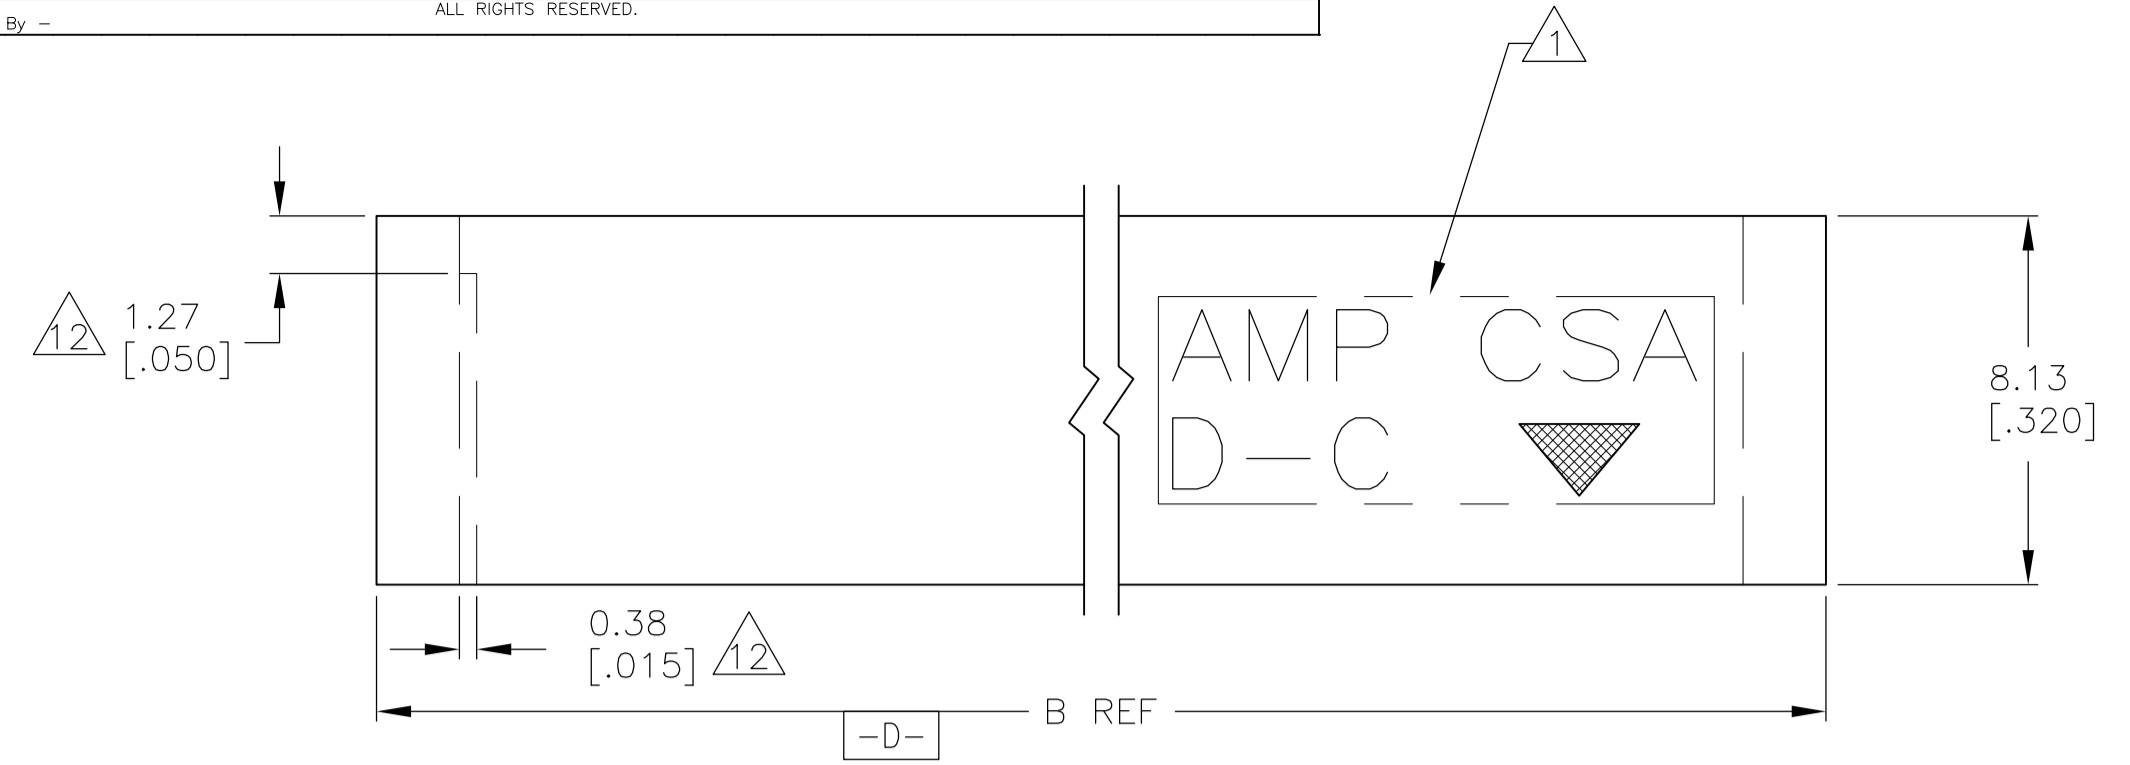 ALL RIGHTS RESERVED.
By -
1
12
1.27
[.050]
AMP CSA
D-C
8.13
[.320]
0.38
[.015]
12
B REF
-D-